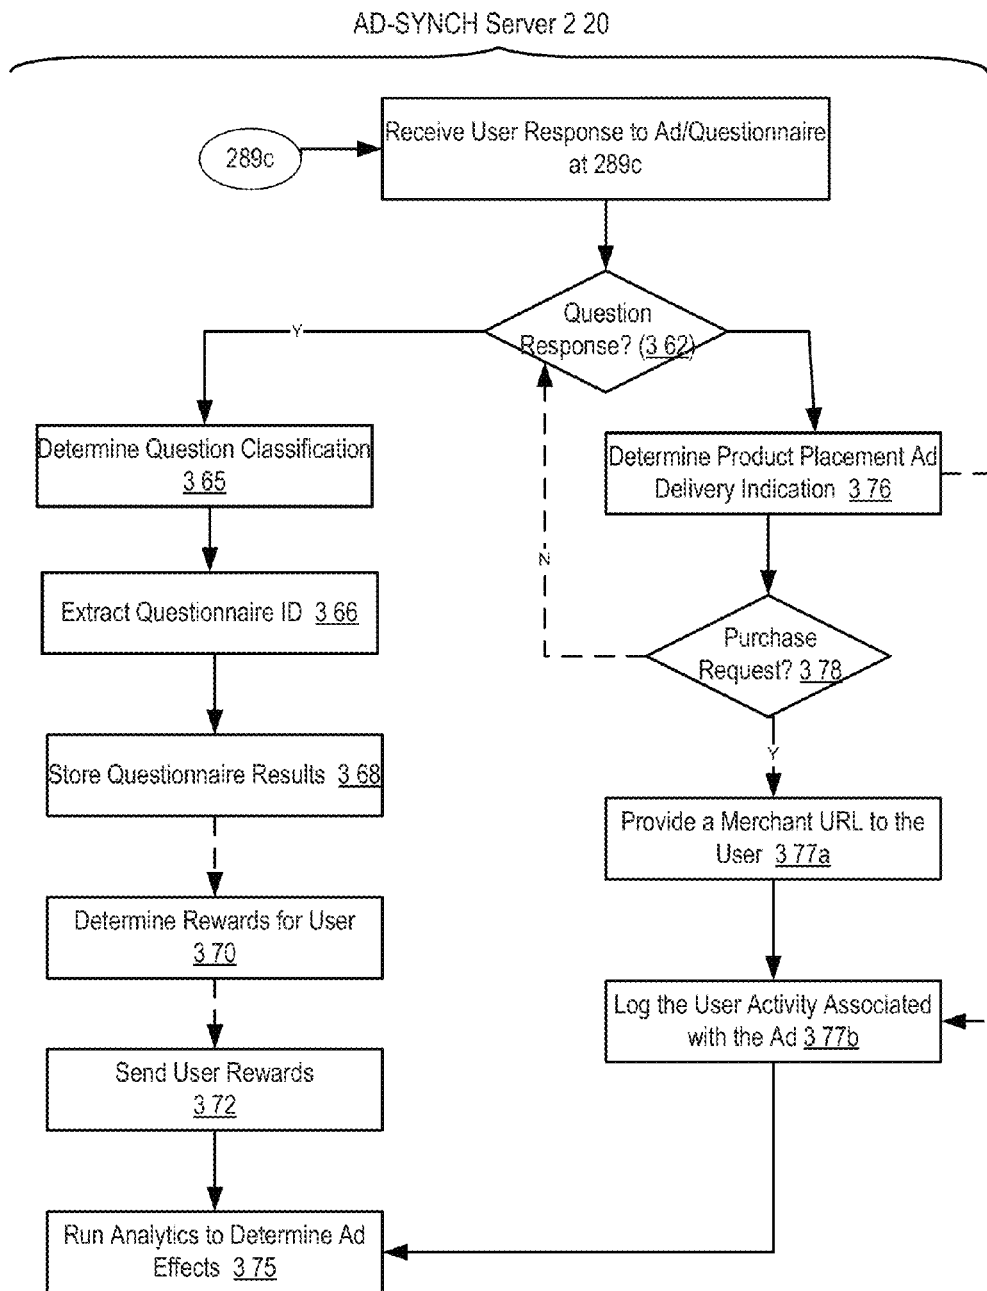 AD-SYNCH Server 2 20
289c
Receive User Response to Ad/Questionnaire
at 289c
Question
Response? (3 62)
Y
Determine Question Classification
3 65
Determine Product Placement Ad
Delivery Indication 3 76
N
Extract Questionnaire ID 3 66
Purchase
Request? 3 78
Y
Store Questionnaire Results 3 68
Provide a Merchant URL to the
User 3 77a
Determine Rewards for User
3 70
Log the User Activity Associated
with the Ad 3 77b
Send User Rewards
3 72
Run Analytics to Determine Ad
Effects 3 75